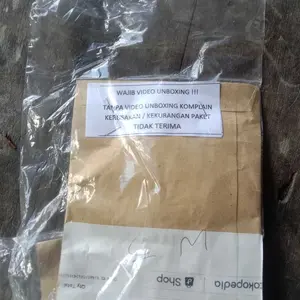 WAJIB VIDEO UNBOXING !!!
TANPA VIDEO UNBOXING KOMPLAIN
KERUSAKAN / KEKURANGAN PAKET
TIDAK TERIMA
M
tokopedia
Shop